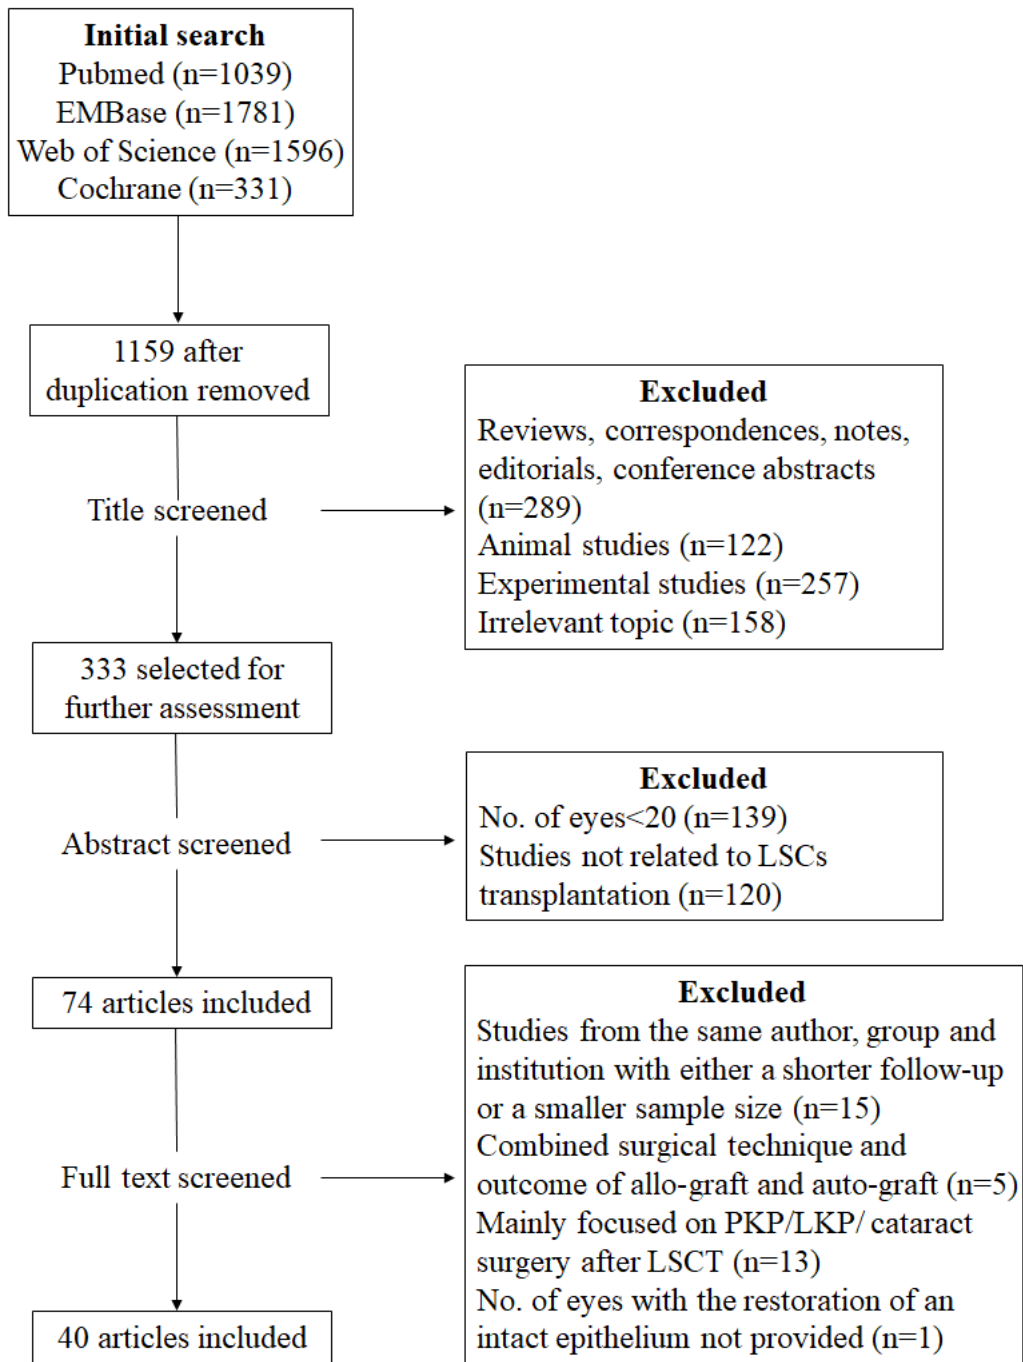 Initial search
Pubmed (n=1039)
EMBase (n=1781)
Web of Science (n=1596)
Cochrane (n=331)
1159 after
duplication removed
Title screened
Excluded
Reviews, correspondences, notes,
editorials, conference abstracts
(n=289)
Animal studies (n=122)
Experimental studies (n=257)
Irrelevant topic (n=158)
333 selected for
further assessment
Abstract screened
Excluded
No. of eyes<20 (n=139)
Studies not related to LSCs
transplantation (n=120)
74 articles included
Full text screened
Excluded
Studies from the same author, group and
institution with either a shorter follow-up
or a smaller sample size (n=15)
Combined surgical technique and
outcome of allo-graft and auto-graft (n=5)
Mainly focused on PKP/LKP/ cataract
surgery after LSCT (n=13)
No. of eyes with the restoration of an
intact epithelium not provided (n=1)
40 articles included